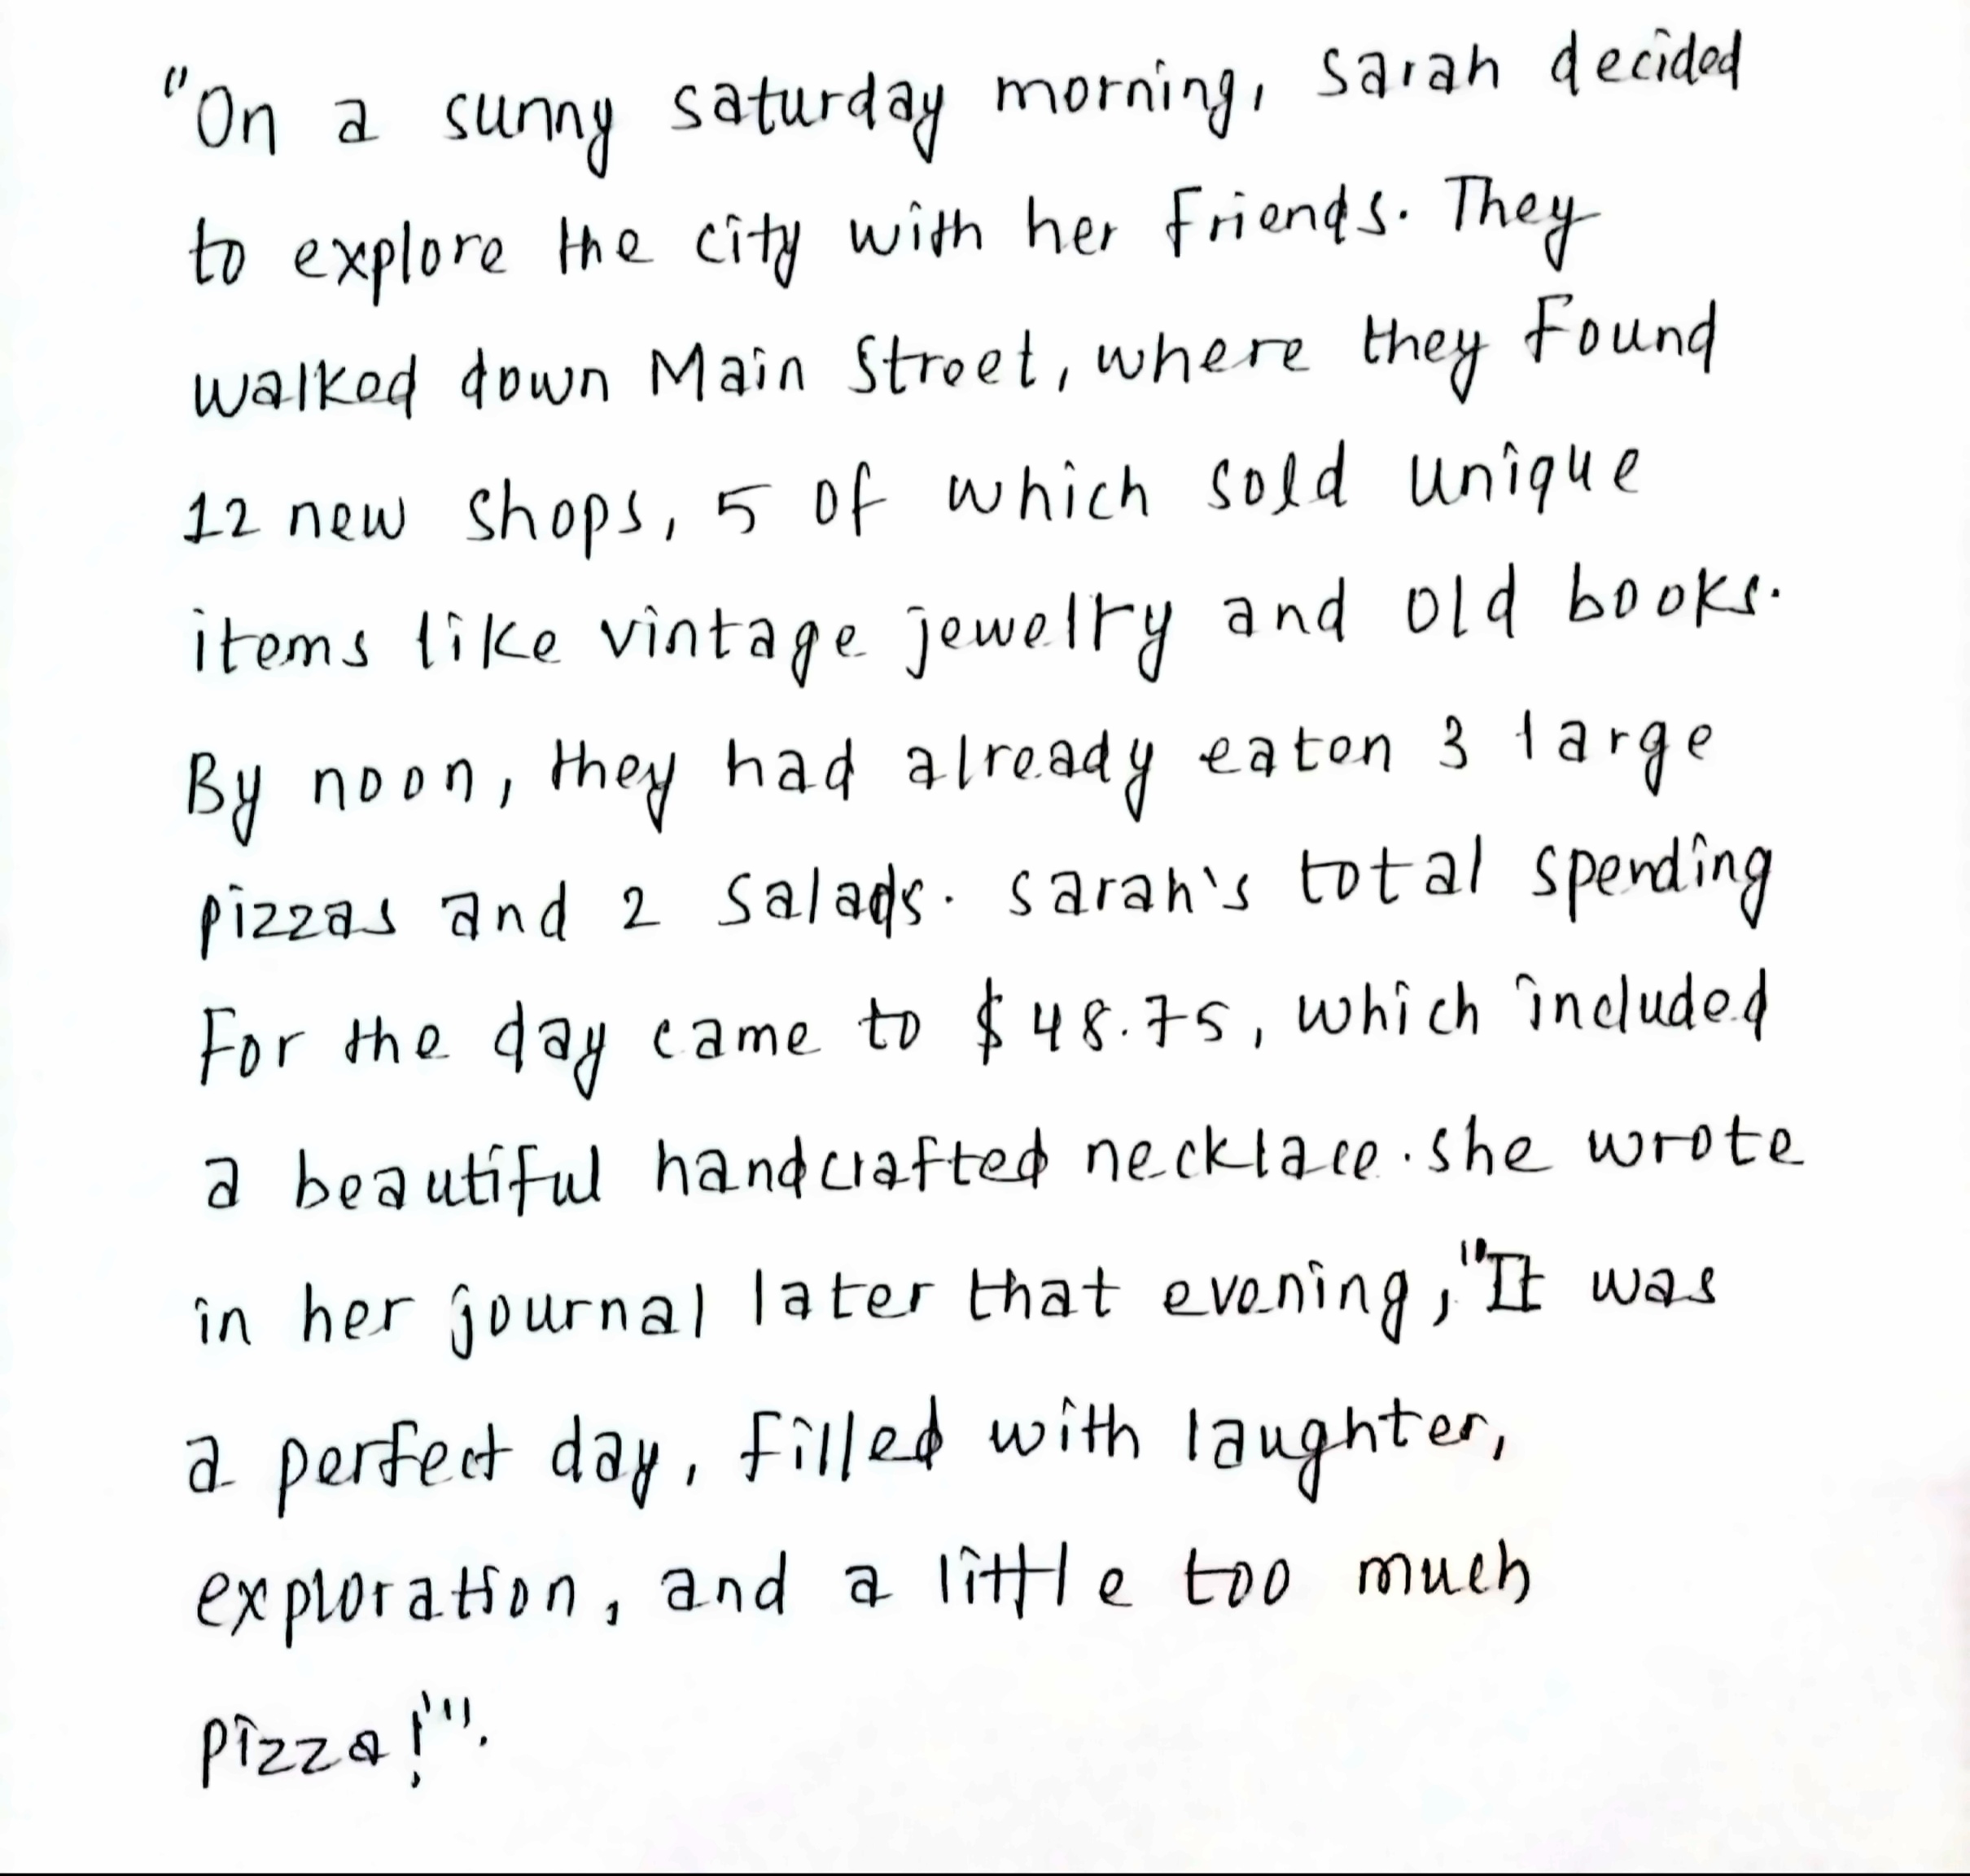 "On a sunny saturday morning, Sarah decided
to explore the city with her friends. They
walked down Main Street, where they found
12 new shops, 5 of which sold unique
items like vintage jewelry and old books.
By noon, they had already eaten 3 large
pizzas and 2 salads. Sarah's total spending
For the day came to $48.75, which included
a beautiful handcrafted necklace. she wrote
in her journal later that evening, "It was
a perfect day, filled with laughter,
exploration, and a little too much
pizza!'".